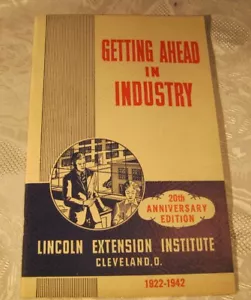 GETTING AHEAD
IN
INDUSTRY
20th
ANNIVERSARY
EDITION
LINCOLN EXTENSION INSTITUTE
CLEVELAND, O.
1922-1942